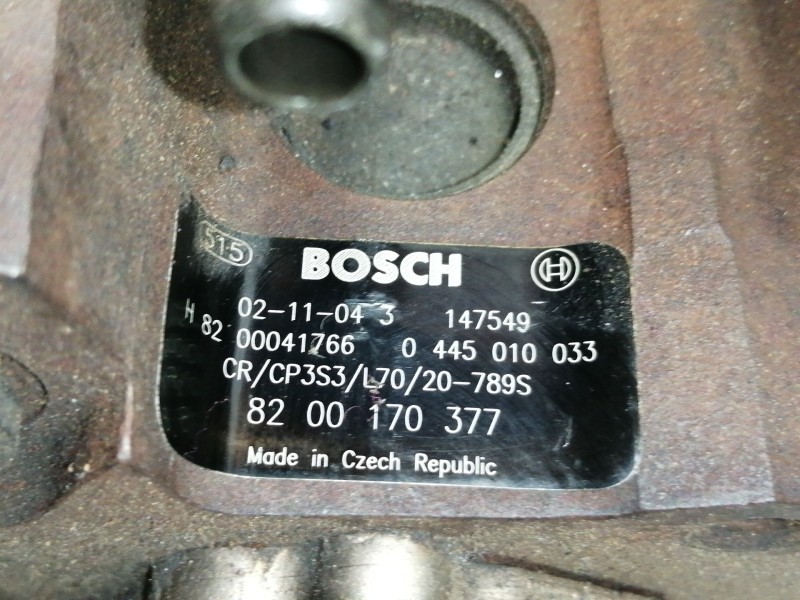 515 BOSCH H
02-11-04 3 147549
H 82 00041766 0 445 010 033
CR/CP3S3/L70/20-789S
82 00 170 377
Made in Czech Republic